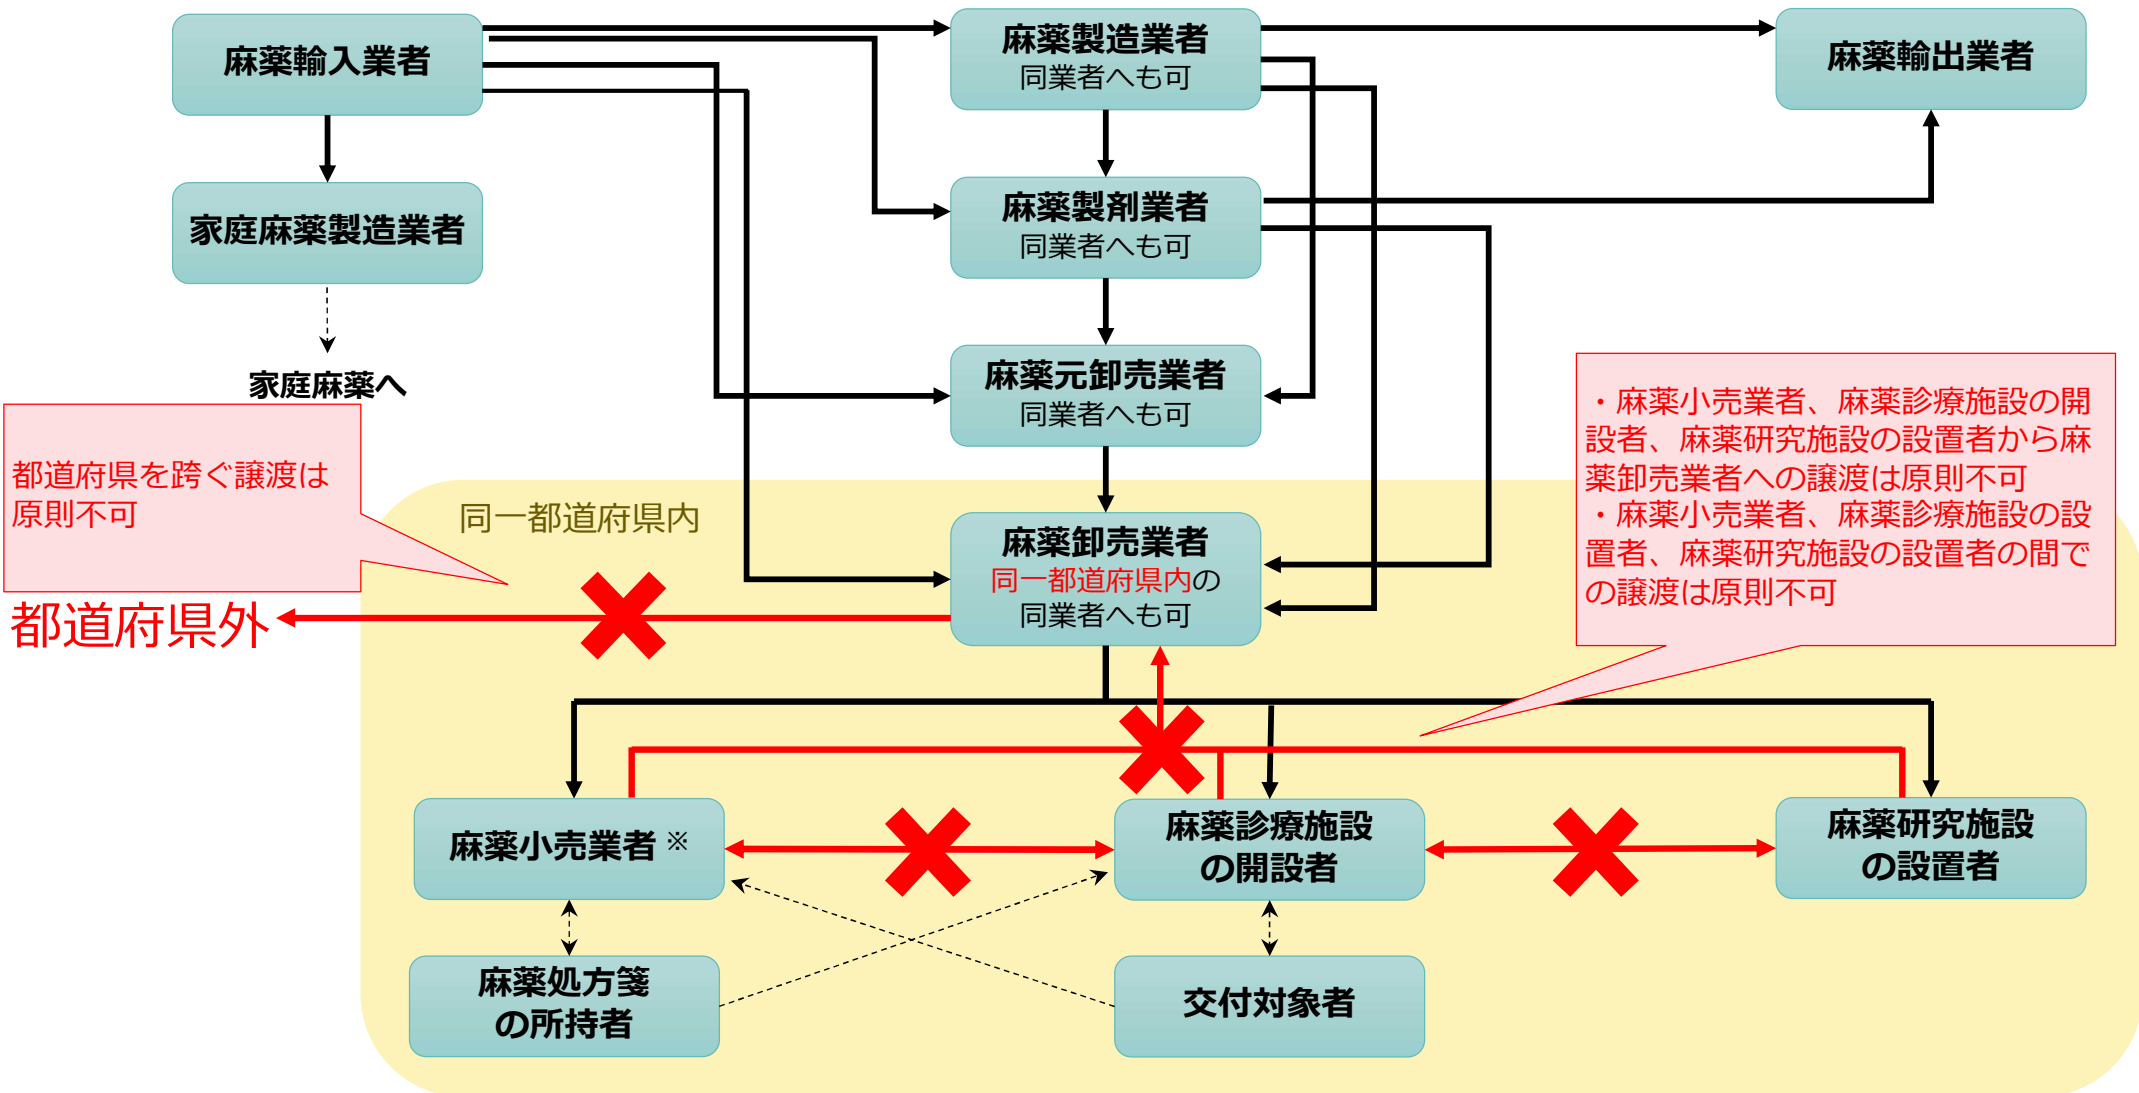 麻薬輸入業者
麻薬製造業者
同業者へも可
麻薬輸出業者
家庭麻薬製造業者
麻薬製剤業者
同業者へも可
家庭麻薬へ
麻薬元卸売業者
同業者へも可
都道府県を跨ぐ譲渡は
原則不可
・麻薬小売業者、麻薬診療施設の開
設者、麻薬研究施設の設置者から麻
薬卸売業者への譲渡は原則不可
・麻薬小売業者、麻薬診療施設の設
置者、麻薬研究施設の設置者の間で
の譲渡は原則不可
同一都道府県内
麻薬卸売業者
同一都道府県内の
同業者へも可
都道府県外
麻薬小売業者※
麻薬診療施設
の開設者
麻薬研究施設
の設置者
麻薬処方箋
の所持者
交付対象者